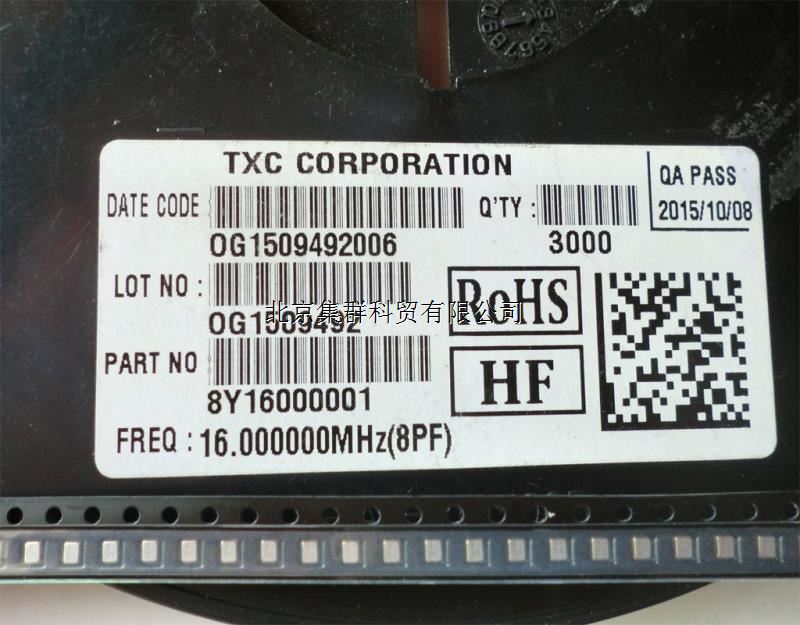 TXC CORPORATION
QA PASS
2015/10/08
DATE CODE
Q'TY :
OG1509492006
3000
LOT NO :
OG1509492
RoHS
北京集群科贸有限公司
PART NO
HF
8Y16000001
FREQ : 16.000000MHz(8PF)